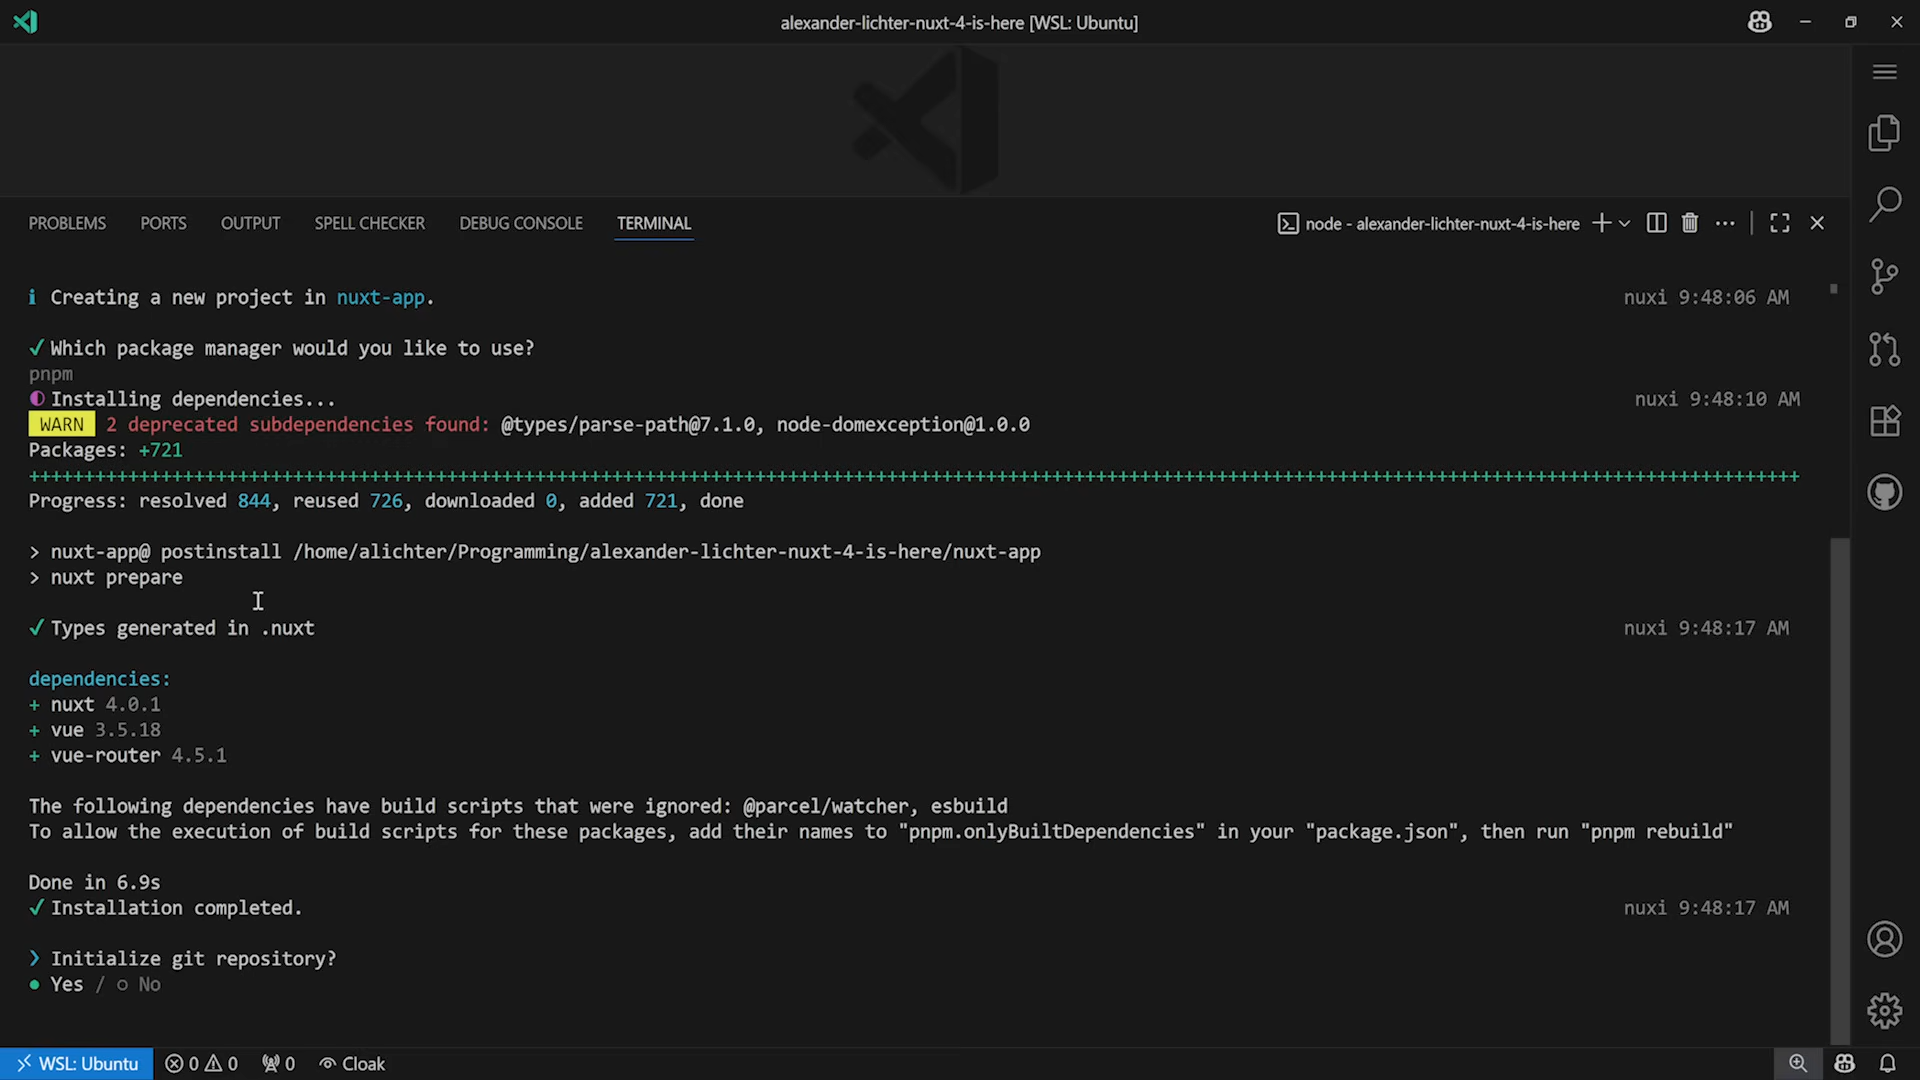 alexander-lichter-nuxt-4-is-here [WSL: Ubuntu]
PROBLEMS PORTS OUTPUT SPELL CHECKER DEBUG CONSOLE TERMINAL node - alexander-lichter-nuxt-4-is-here
ℹ Creating a new project in nuxt-app. nuxi 9:48:06 AM
✓ Which package manager would you like to use?
pnpm
◐ Installing dependencies... nuxi 9:48:10 AM
WARN 2 deprecated subdependencies found: @types/parse-path@7.1.0, node-domexception@1.0.0
Packages: +721
+++++++++++++++++++++++++++++++++++++++++++++++++++++++++++++++++++++++++++++++++++++++++++++++++++++++++++++++++++++++++++++++++++++++++++++++++++++++++++++++++
Progress: resolved 844, reused 726, downloaded 0, added 721, done
> nuxt-app@ postinstall /home/alichter/Programming/alexander-lichter-nuxt-4-is-here/nuxt-app
> nuxt prepare
✓ Types generated in .nuxt nuxi 9:48:17 AM
dependencies:
+ nuxt 4.0.1
+ vue 3.5.18
+ vue-router 4.5.1
The following dependencies have build scripts that were ignored: @parcel/watcher, esbuild
To allow the execution of build scripts for these packages, add their names to "pnpm.onlyBuiltDependencies" in your "package.json", then run "pnpm rebuild"
Done in 6.9s
✓ Installation completed. nuxi 9:48:17 AM
❯ Initialize git repository?
● Yes / ○ No
WSL: Ubuntu 0 0 0 Cloak